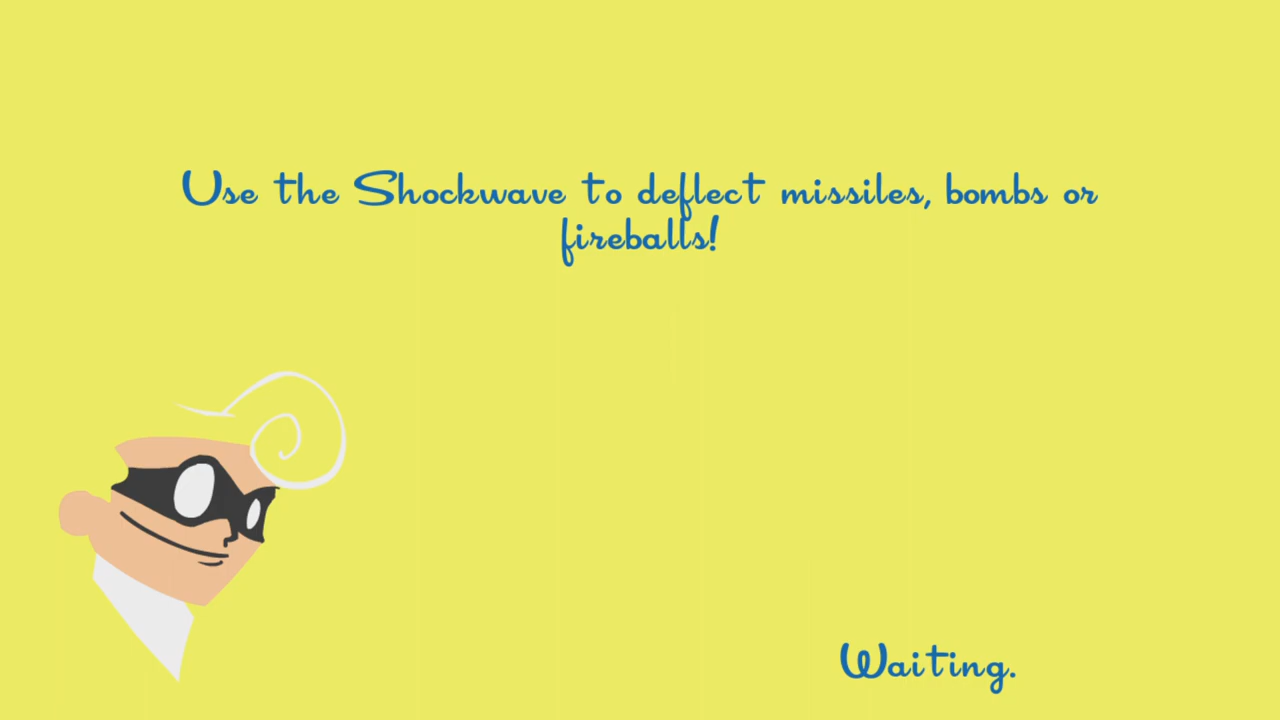 Use the Shockwave to deflect missiles, bombs or
fireballs!
Waiting.